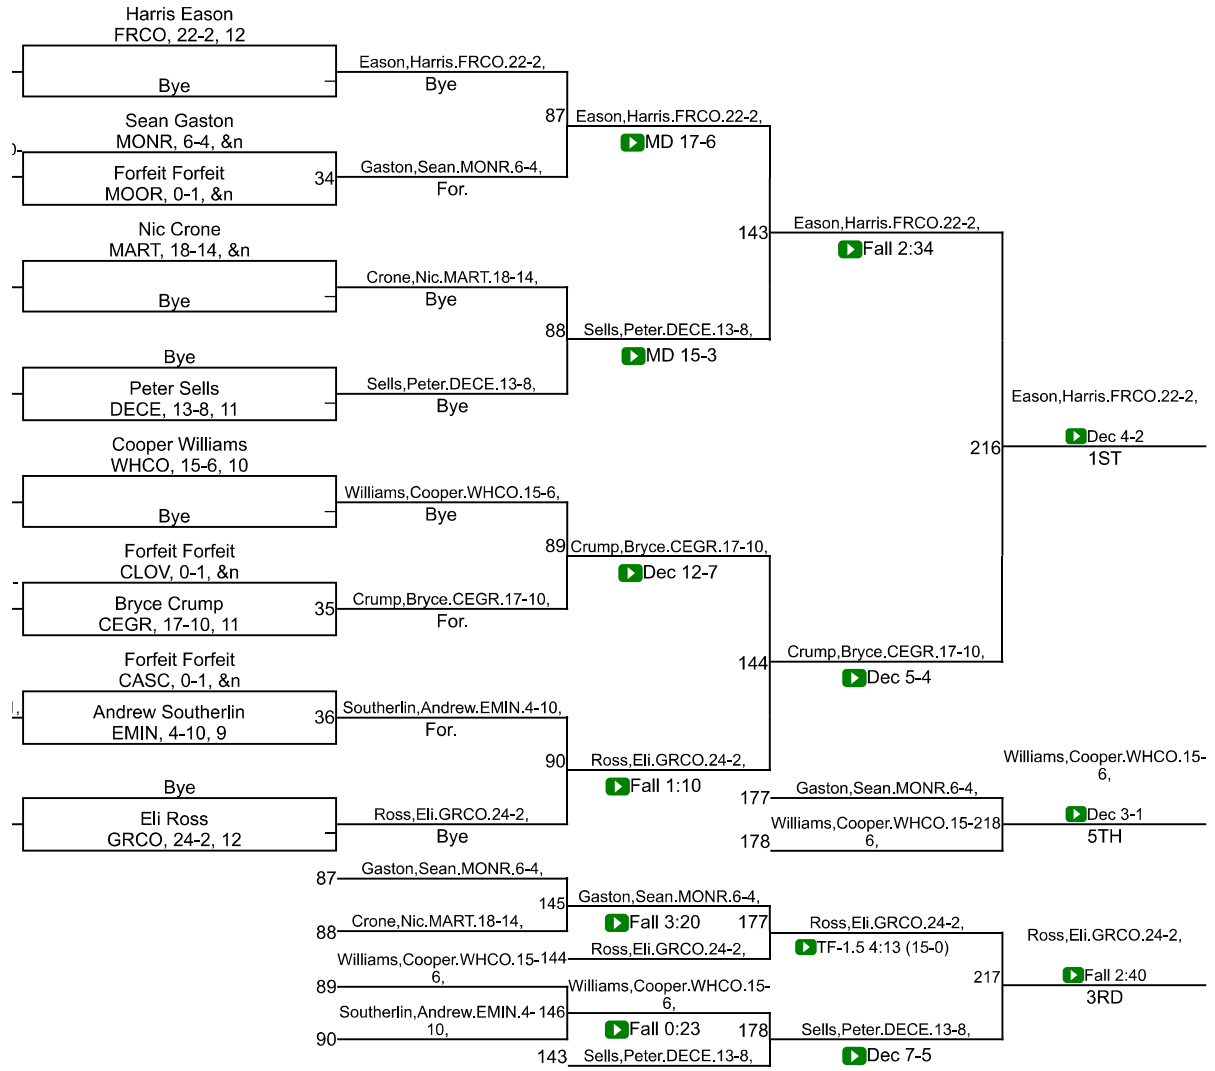 Harris Eason
FRCO, 22-2, 12
Eason,Harris.FRCO.22-2,
Bye
Bye
87
Eason,Harris.FRCO.22-2,
MD 17-6
Sean Gaston
MONR, 6-4, &n
Forfeit Forfeit
MOOR, 0-1, &n
34
Gaston,Sean.MONR.6-4,
For.
143
Eason,Harris.FRCO.22-2,
Fall 2:34
Nic Crone
MART, 18-14, &n
Crone,Nic.MART.18-14,
Bye
Bye
88
Sells,Peter.DECE.13-8,
MD 15-3
Bye
Peter Sells
DECE, 13-8, 11
Sells,Peter.DECE.13-8,
Bye
Eason,Harris.FRCO.22-2,
216
Dec 4-2
1ST
Cooper Williams
WHCO, 15-6, 10
Williams,Cooper.WHCO.15-6,
Bye
Bye
89
Crump,Bryce.CEGR.17-10,
Dec 12-7
Forfeit Forfeit
CLOV, 0-1, &n
Bryce Crump
CEGR, 17-10, 11
35
Crump,Bryce.CEGR.17-10,
For.
144
Crump,Bryce.CEGR.17-10,
Dec 5-4
Forfeit Forfeit
CASC, 0-1, &n
Andrew Southerlin
EMIN, 4-10, 9
36
Southerlin,Andrew.EMIN.4-10,
For.
90
Ross,Eli.GRCO.24-2,
Fall 1:10
Bye
Eli Ross
GRCO, 24-2, 12
Ross,Eli.GRCO.24-2,
Bye
177
Gaston,Sean.MONR.6-4,
178
Williams,Cooper.WHCO.15-
6,
218
Williams,Cooper.WHCO.15-
6,
Dec 3-1
5TH
87
Gaston,Sean.MONR.6-4,
88
Crone,Nic.MART.18-14,
145
Gaston,Sean.MONR.6-4,
Fall 3:20
144
Ross,Eli.GRCO.24-2,
177
Ross,Eli.GRCO.24-2,
TF-1.5 4:13 (15-0)
89
Williams,Cooper.WHCO.15-
6,
90
Southerlin,Andrew.EMIN.4-
10,
146
Williams,Cooper.WHCO.15-
6,
Fall 0:23
143
Sells,Peter.DECE.13-8,
178
Sells,Peter.DECE.13-8,
Dec 7-5
217
Ross,Eli.GRCO.24-2,
Fall 2:40
3RD